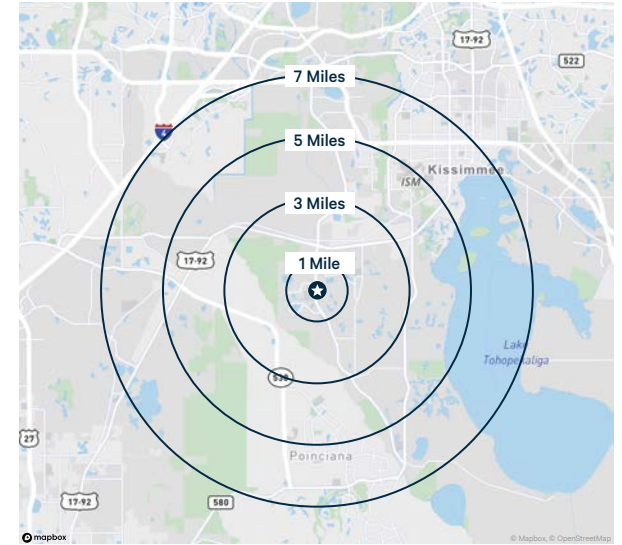 17-92
522
7 Miles
4
5 Miles
Kissimmee
ISM
3 Miles
17-92
1 Mile
Lake
Tohopekaliga
27
Poinciana
17-92
580
mapbox
© Mapbox, © OpenStreetMap